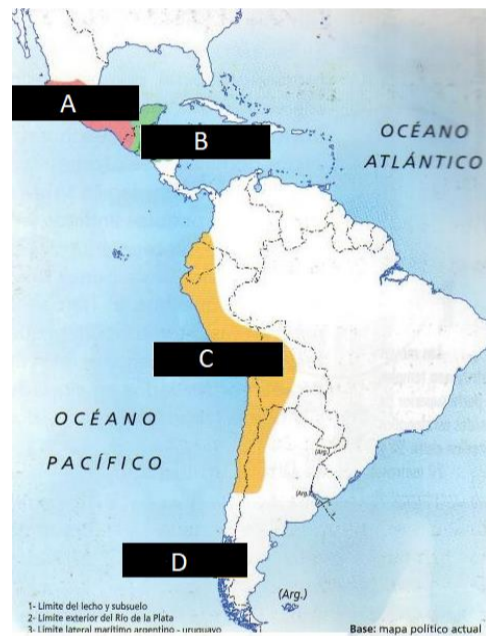 A
B
OCÉANO
ATLÁNTICO
C
OCÉANO
PACÍFICO
(Arg.)
(Arg.)
D
(Arg.)
1- Límite del lecho y subsuelo
2- Límite exterior del Río de la Plata
3- Límite lateral marítimo argentino - uruguayo
Base: mapa político actual